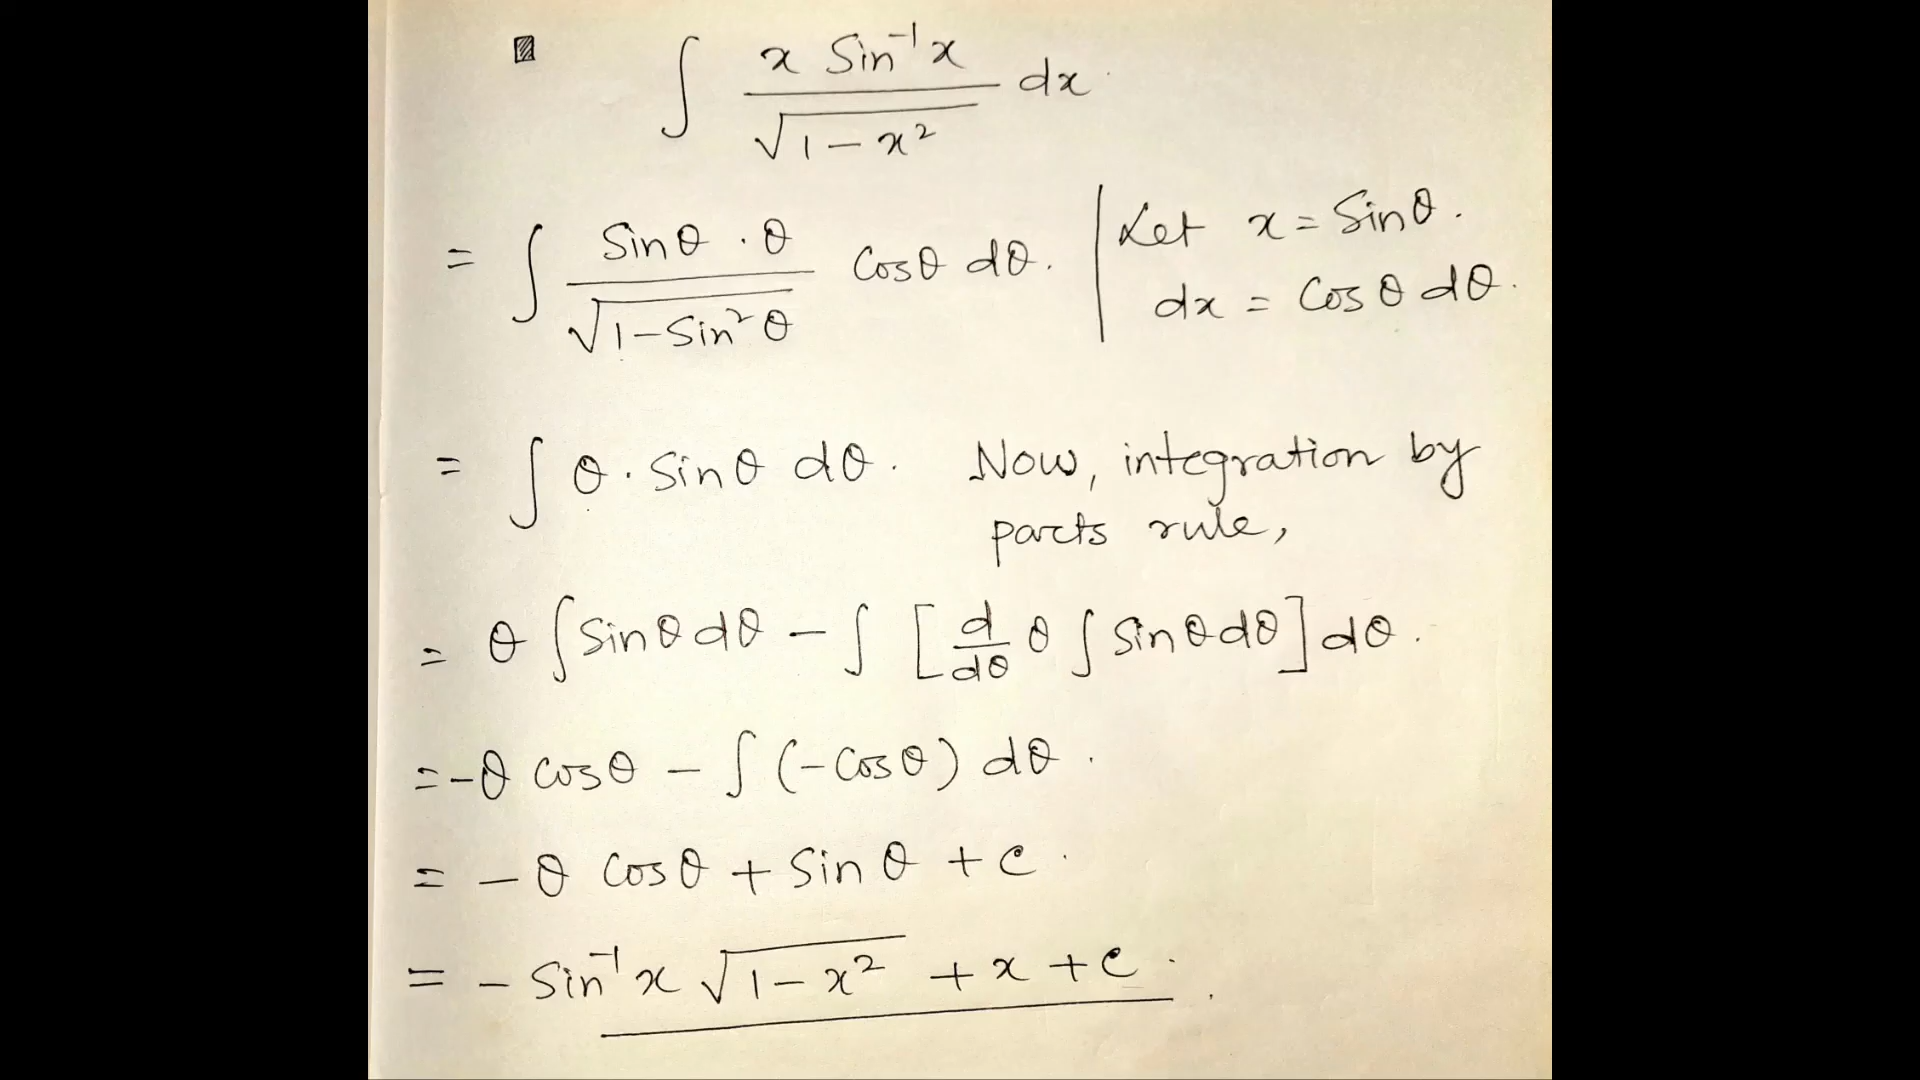 ∫ x Sin⁻¹x / √(1 − x²) dx
= ∫ Sinθ · θ / √(1 − Sin²θ) Cosθ dθ. | Let x = Sinθ.
dx = Cosθ dθ.
= ∫ θ · Sinθ dθ. Now, integration by
parts rule,
= θ ∫ Sinθ dθ − ∫ [d/dθ θ ∫ Sinθ dθ] dθ.
= −θ Cosθ − ∫ (−Cosθ) dθ.
= −θ Cosθ + Sinθ + c.
= − Sin⁻¹x √(1 − x²) + x + c.